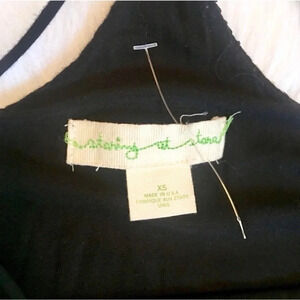 staring at stars
XS
MADE IN U.S.A.
FABRIQUE AUX ETATS
UNIS